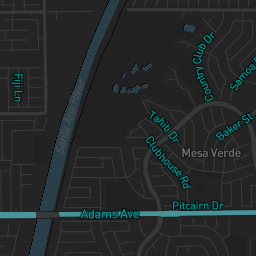 Country Club Dr
Samoa
Fiji Ln
Santa Ana River
Tahiti Dr
Baker St
Clubhouse Rd
Mesa Verde
Pitcairn Dr
Adams Ave